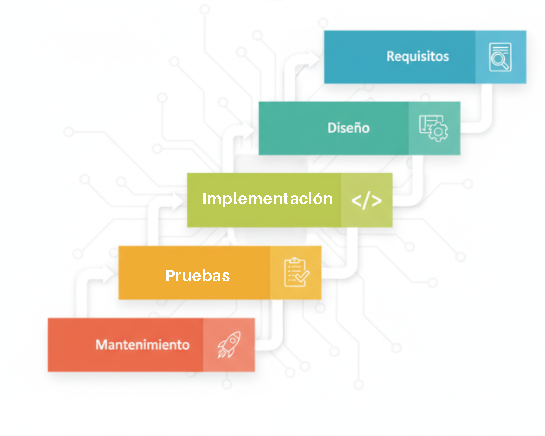 Requisitos
Diseño
Implementación
</>
Pruebas
Mantenimiento